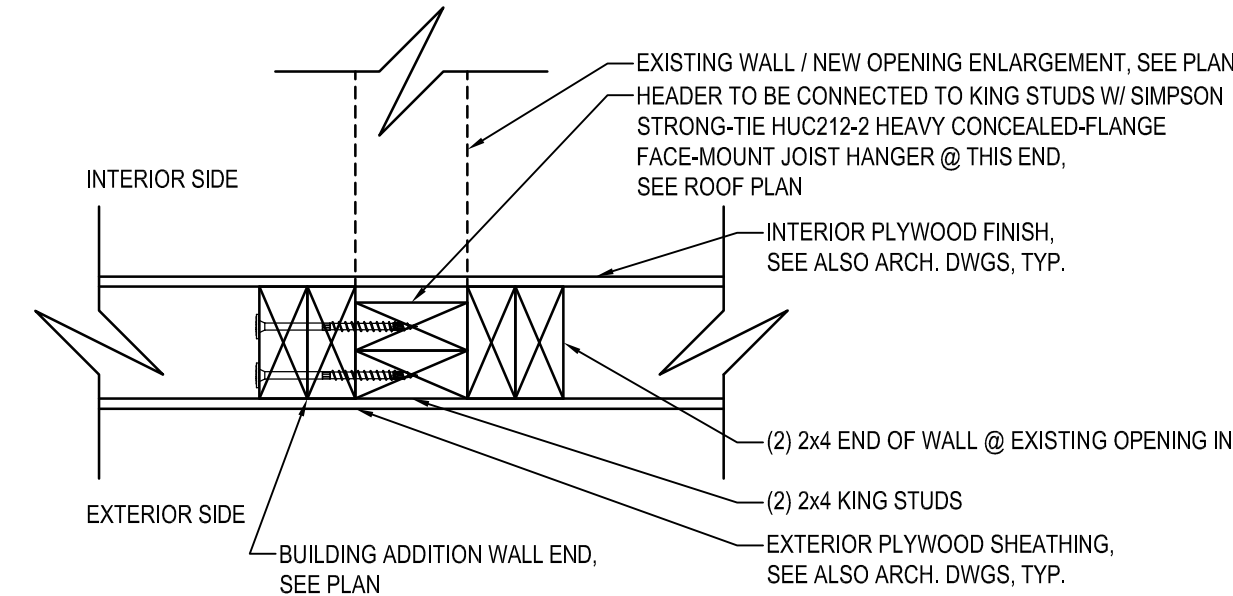 EXISTING WALL / NEW OPENING ENLARGEMENT, SEE PLAN
HEADER TO BE CONNECTED TO KING STUDS W/ SIMPSON
STRONG-TIE HUC212-2 HEAVY CONCEALED-FLANGE
FACE-MOUNT JOIST HANGER @ THIS END,
SEE ROOF PLAN
INTERIOR SIDE
INTERIOR PLYWOOD FINISH,
SEE ALSO ARCH. DWGS, TYP.
(2) 2x4 END OF WALL @ EXISTING OPENING IN
(2) 2x4 KING STUDS
EXTERIOR SIDE
BUILDING ADDITION WALL END,
SEE PLAN
EXTERIOR PLYWOOD SHEATHING,
SEE ALSO ARCH. DWGS, TYP.